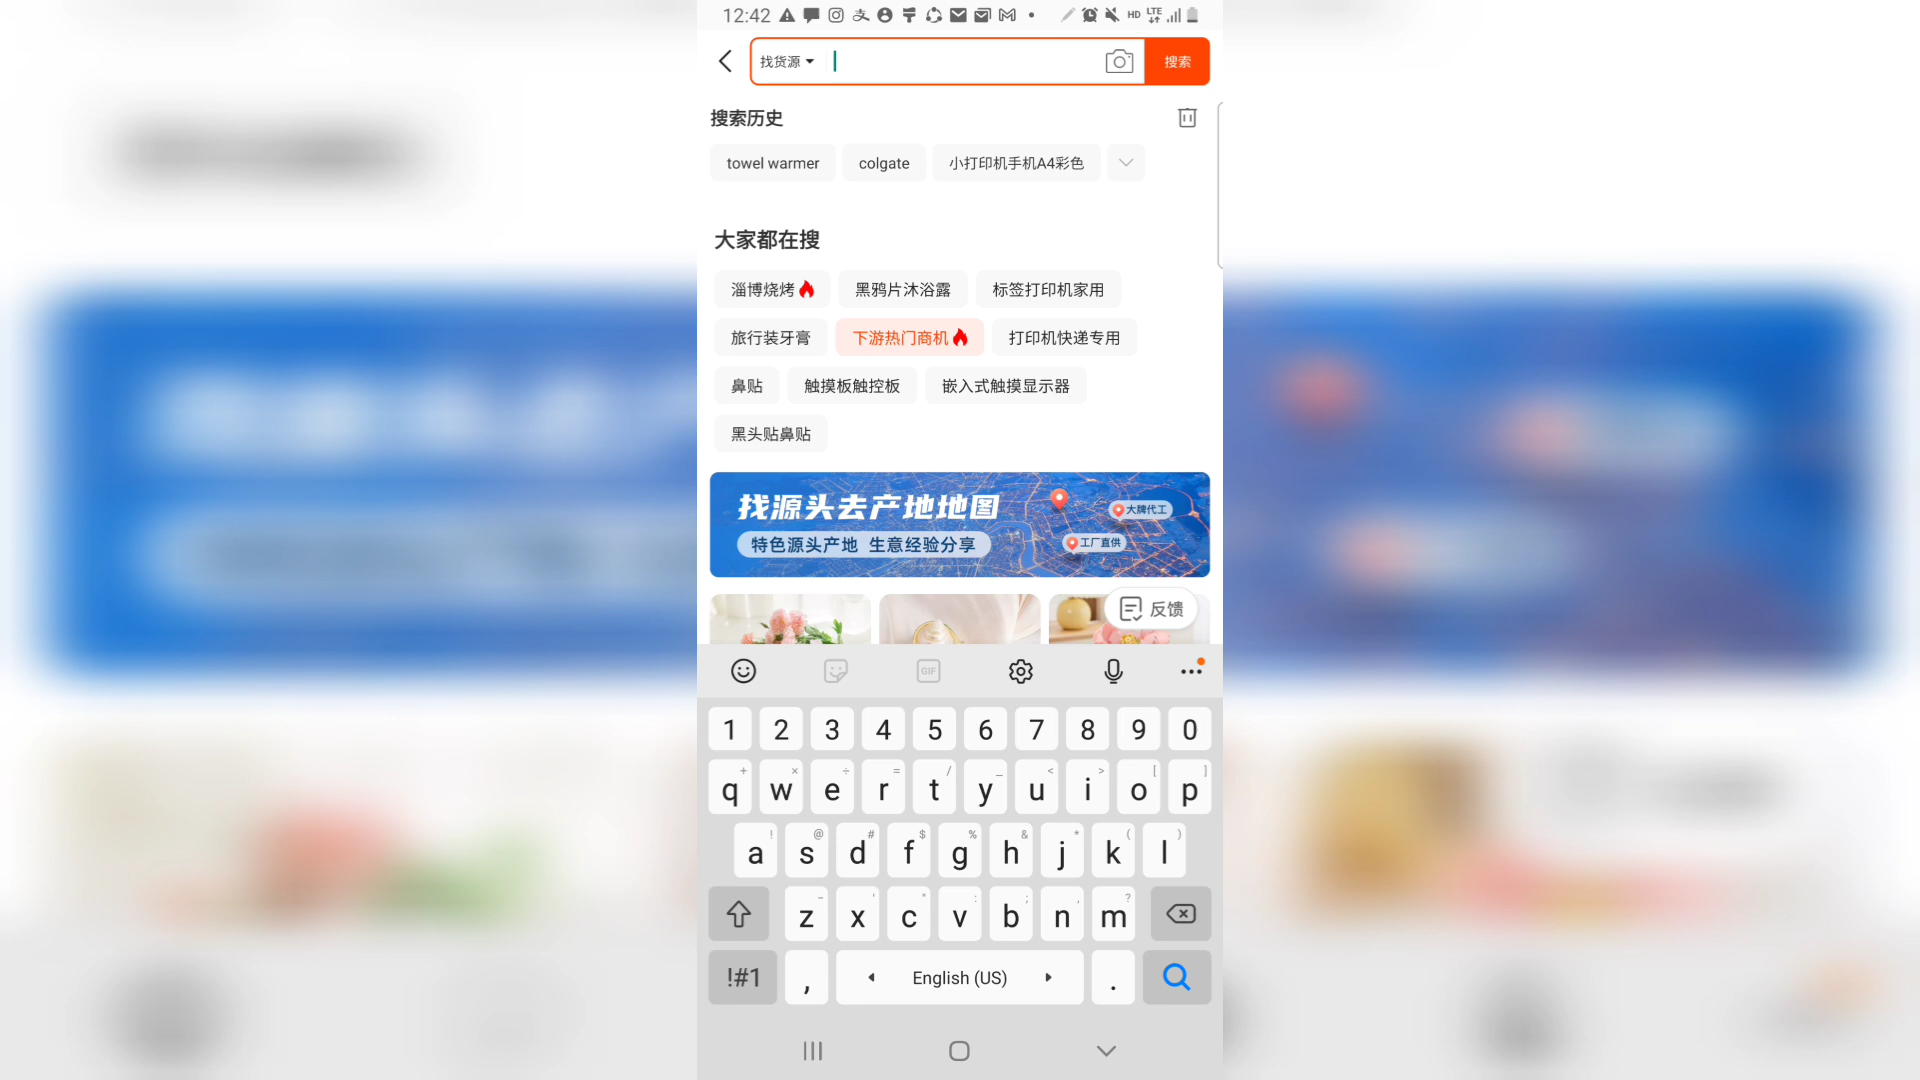 12:42 HD LTE
找货源 搜索
搜索历史
towel warmer colgate 小打印机手机A4彩色
大家都在搜
淄博烧烤 黑鸦片沐浴露 标签打印机家用
旅行装牙膏 下游热门商机 打印机快递专用
鼻贴 触摸板触控板 嵌入式触摸显示器
黑头贴鼻贴
找源头去产地地图
大牌代工
特色源头产地 生意经验分享
工厂直供
反馈
GIF
1 2 3 4 5 6 7 8 9 0
+ × ÷ = / _ < > [ ]
q w e r t y u i o p
! @ # $ % & * ( )
a s d f g h j k l
- ' " : ; , ?
z x c v b n m
!#1 , English (US) .